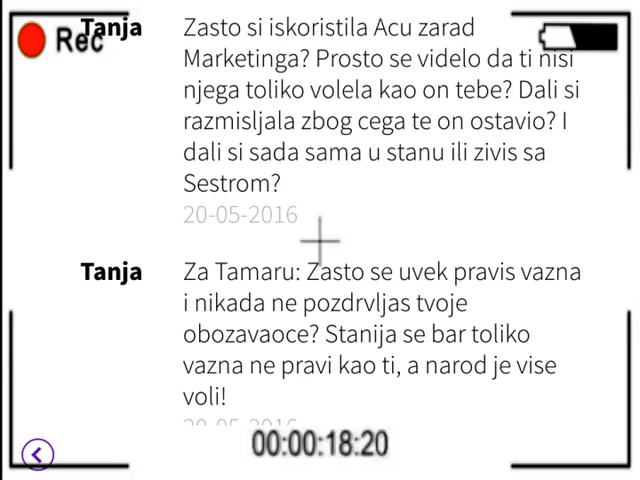 Rec
Tanja
Zasto si iskoristila Acu zarad
Marketinga? Prosto se videlo da ti nisi
njega toliko volela kao on tebe? Dali si
razmisljala zbog cega te on ostavio? I
dali si sada sama u stanu ili zivis sa
Sestrom?
20-05-2016
Tanja
Za Tamaru: Zasto se uvek pravis vazna
i nikada ne pozdrvljas tvoje
obozavaoce? Stanija se bar toliko
vazna ne pravi kao ti, a narod je vise
voli!
20-05-2016
00:00:18:20